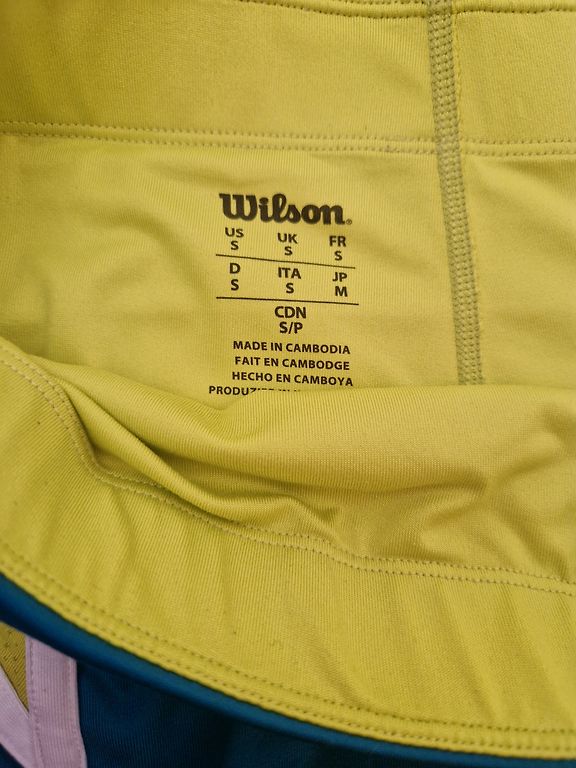 Wilson®
US UK FR
S S S
D ITA JP
S S M
CDN
S/P
MADE IN CAMBODIA
FAIT EN CAMBODGE
HECHO EN CAMBOYA